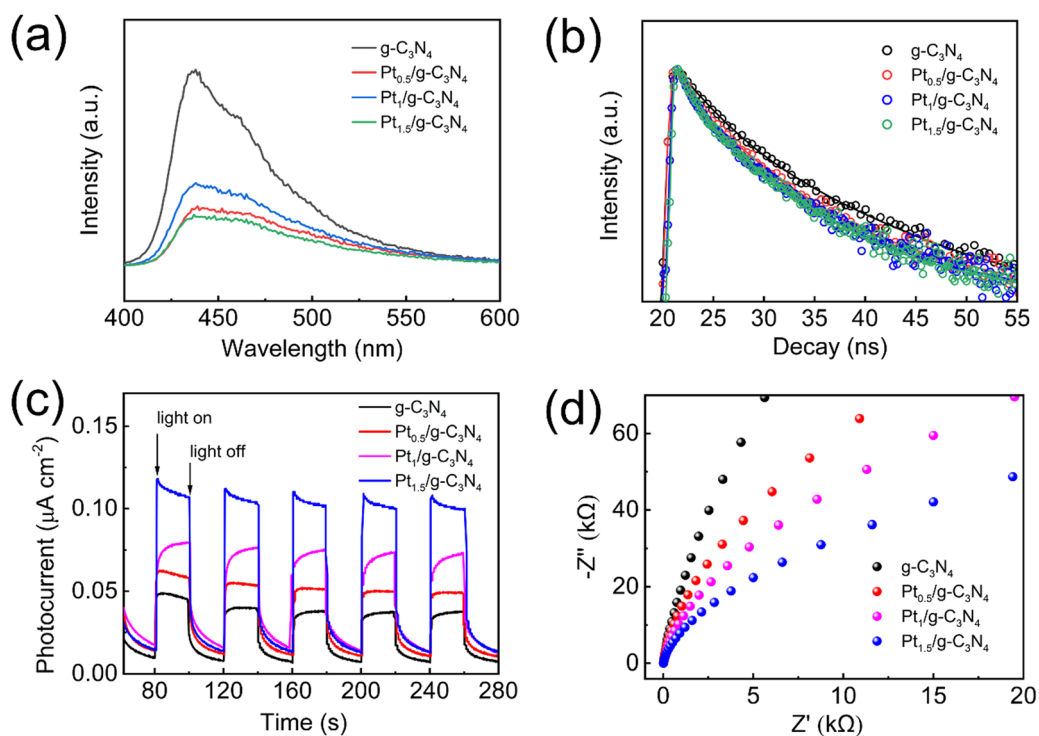 (a)
g-C₃N₄
Pt₀.₅/g-C₃N₄
Pt₁/g-C₃N₄
Pt₁.₅/g-C₃N₄
Intensity (a.u.)
400 450 500 550 600
Wavelength (nm)
(b)
g-C₃N₄
Pt₀.₅/g-C₃N₄
Pt₁/g-C₃N₄
Pt₁.₅/g-C₃N₄
Intensity (a.u.)
20 25 30 35 40 45 50 55
Decay (ns)
(c)
light on
light off
g-C₃N₄
Pt₀.₅/g-C₃N₄
Pt₁/g-C₃N₄
Pt₁.₅/g-C₃N₄
Photocurrent (μA cm⁻²)
0.15
0.10
0.05
0.00
80 120 160 200 240 280
Time (s)
(d)
-Z'' (kΩ)
60
40
20
0
g-C₃N₄
Pt₀.₅/g-C₃N₄
Pt₁/g-C₃N₄
Pt₁.₅/g-C₃N₄
0 5 10 15 20
Z' (kΩ)